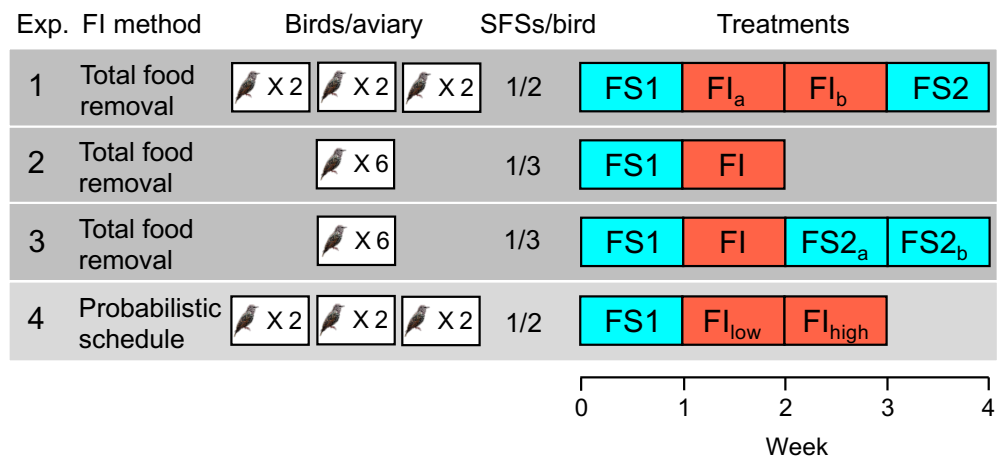 Exp. FI method Birds/aviary SFSs/bird Treatments
1 Total food removal X 2 X 2 X 2 1/2 FS1 FIa FIb FS2
2 Total food removal X 6 1/3 FS1 FI
3 Total food removal X 6 1/3 FS1 FI FS2a FS2b
4 Probabilistic schedule X 2 X 2 X 2 1/2 FS1 FIlow FIhigh
0 1 2 3 4
Week